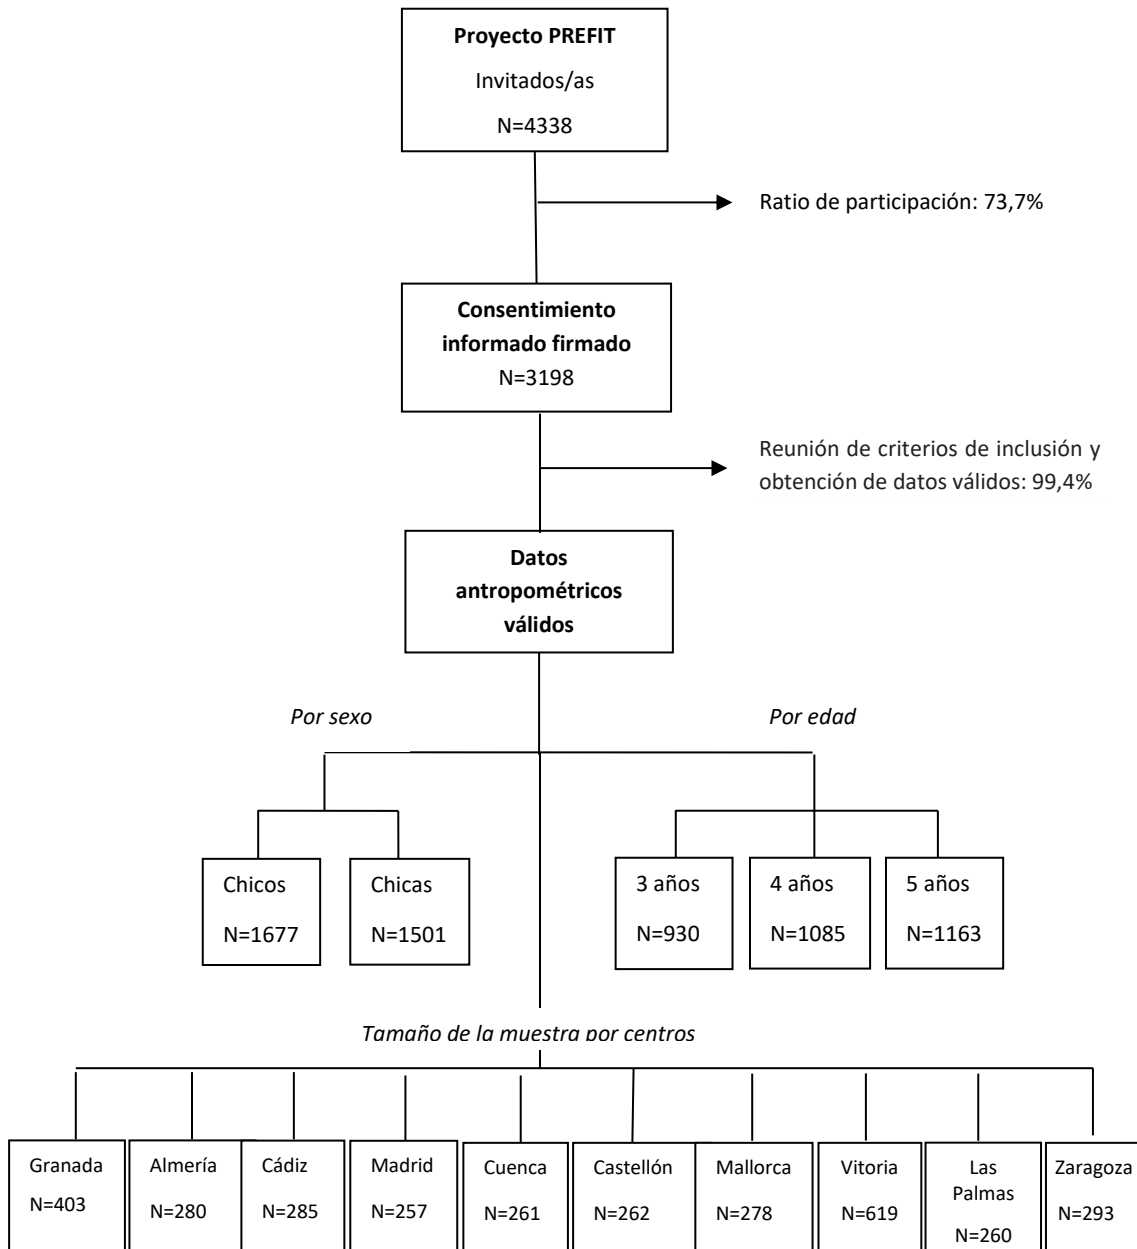 Proyecto PREFIT
Invitados/as
N=4338
Ratio de participación: 73,7%
Consentimiento
informado firmado
N=3198
Reunión de criterios de inclusión y
obtención de datos válidos: 99,4%
Datos
antropométricos
válidos
Por sexo
Por edad
Chicos
N=1677
Chicas
N=1501
3 años
N=930
4 años
N=1085
5 años
N=1163
Tamaño de la muestra por centros
Granada
N=403
Almería
N=280
Cádiz
N=285
Madrid
N=257
Cuenca
N=261
Castellón
N=262
Mallorca
N=278
Vitoria
N=619
Las
Palmas
N=260
Zaragoza
N=293